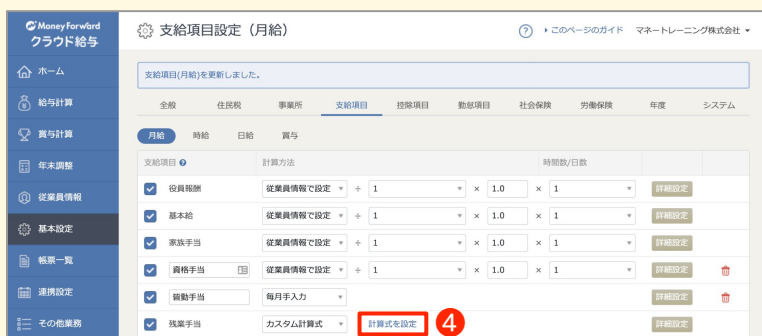 Money Forward
クラウド給与
支給項目設定（月給）
? ▸ このページのガイド マネートレーニング株式会社 ▾
ホーム
給与計算
賞与計算
年末調整
従業員情報
基本設定
帳票一覧
連携設定
その他業務
支給項目(月給)を更新しました。
全般 住民税 事業所 支給項目 控除項目 勤怠項目 社会保険 労働保険 年度 システム
月給 時給 日給 賞与
支給項目 ? 計算方法 時間数/日数
役員報酬 従業員情報で設定 ▾ ÷ 1 ▾ × 1.0 × 1 ▾ 詳細設定
基本給 従業員情報で設定 ▾ ÷ 1 ▾ × 1.0 × 1 ▾ 詳細設定
家族手当 従業員情報で設定 ▾ ÷ 1 ▾ × 1.0 × 1 ▾ 詳細設定
資格手当 従業員情報で設定 ▾ ÷ 1 ▾ × 1.0 × 1 ▾ 詳細設定
皆勤手当 毎月手入力 ▾ 詳細設定
残業手当 カスタム計算式 ▾ 計算式を設定 4 詳細設定